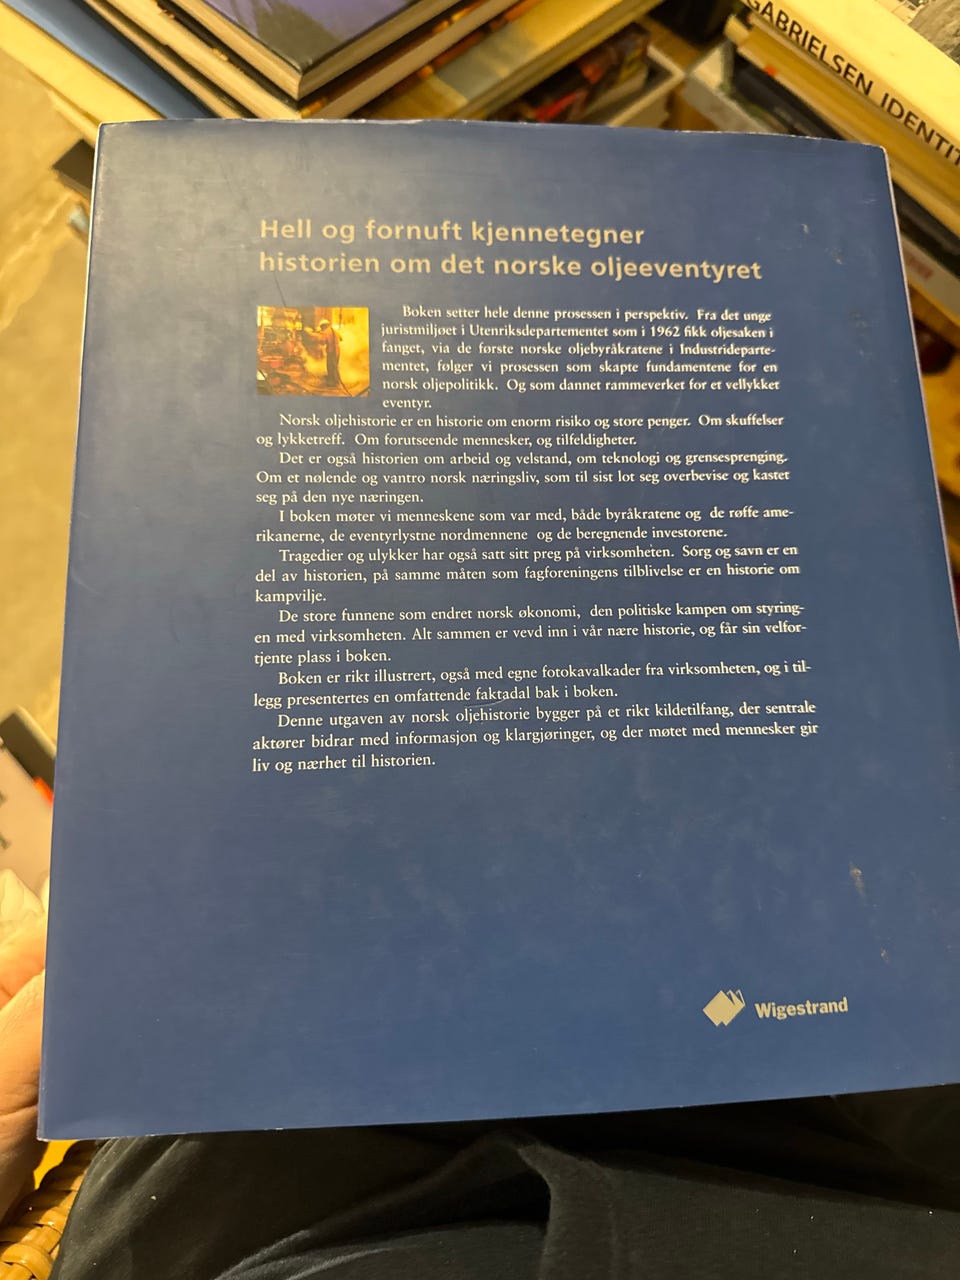 GABRIELSEN IDENTIT
Hell og fornuft kjennetegner
historien om det norske oljeeventyret
Boken setter hele denne prosessen i perspektiv. Fra det unge
juristmiljøet i Utenriksdepartementet som i 1962 fikk oljesaken i
fanget, via de første norske oljebyråkratene i Industrideparte-
mentet, følger vi prosessen som skapte fundamentene for en
norsk oljepolitikk. Og som dannet rammeverket for et vellykket
eventyr.
Norsk oljehistorie er en historie om enorm risiko og store penger. Om skuffelser
og lykketreff. Om forutseende mennesker, og tilfeldigheter.
Det er også historien om arbeid og velstand, om teknologi og grensesprenging.
Om et nølende og vantro norsk næringsliv, som til sist lot seg overbevise og kastet
seg på den nye næringen.
I boken møter vi menneskene som var med, både byråkratene og de røffe ame-
rikanerne, de eventyrlystne nordmennene og de beregnende investorene.
Tragedier og ulykker har også satt sitt preg på virksomheten. Sorg og savn er en
del av historien, på samme måten som fagforeningens tilblivelse er en historie om
kampvilje.
De store funnene som endret norsk økonomi, den politiske kampen om styring-
en med virksomheten. Alt sammen er vevd inn i vår nære historie, og får sin velfor-
tjente plass i boken.
Boken er rikt illustrert, også med egne fotokavalkader fra virksomheten, og i til-
legg presentertes en omfattende faktadal bak i boken.
Denne utgaven av norsk oljehistorie bygger på et rikt kildetilfang, der sentrale
aktører bidrar med informasjon og klargjøringer, og der møtet med mennesker gir
liv og nærhet til historien.
Wigestrand